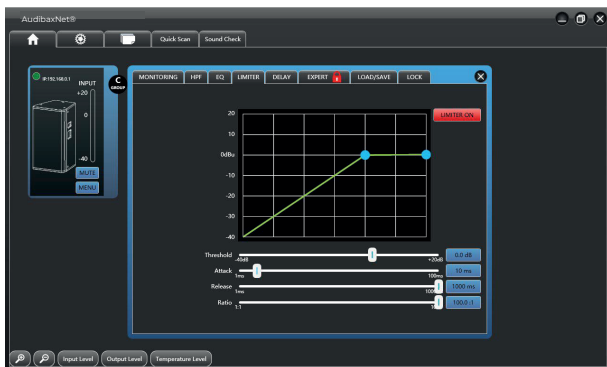 AudibaxNet®
Quick Scan
Sound Check
IP:192.168.0.1
INPUT
+20
0
-40
MUTE
MENU
C
GROUP
MONITORING
HPF
EQ
LIMITER
DELAY
EXPERT
LOAD/SAVE
LOCK
LIMITER ON
20
10
0dBu
-10
-20
-30
-40
Threshold
-40dB
+20dB
0.0 dB
Attack
1ms
100ms
10 ms
Release
1ms
1000 ms
Ratio
1:1
100.0 :1
Input Level
Output Level
Temperature Level